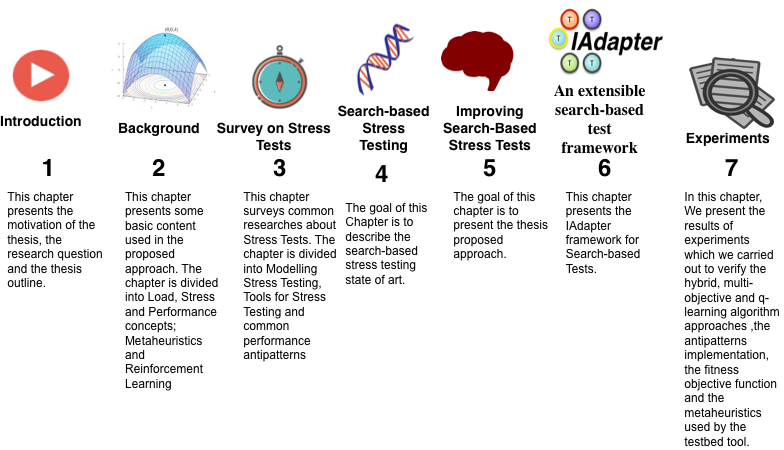 Introduction
1
This chapter
presents the
motivation of the
thesis, the
research question
and the thesis
outline.
Background
2
This chapter
presents some
basic content
used in the
proposed
approach. The
chapter is divided
into Load, Stress
and Performance
concepts;
Metaheuristics
and
Reinforcement
Learning
Survey on Stress
Tests
3
This chapter
surveys common
researches about
Stress Tests. The
chapter is divided
into Modelling
Stress Testing,
Tools for Stress
Testing and
common
performance
antipatterns
Search-based
Stress
Testing
4
The goal of this
Chapter is to
describe the
search-based
stress testing
state of art.
Improving
Search-Based
Stress Tests
5
The goal of this
chapter is to
present the thesis
proposed
approach.
T T
T IAdapter
T T
An extensible
search-based
test
framework
6
This chapter
presents the
IAdapter
framework for
Search-based
Tests.
Experiments
7
In this chapter,
We present the
results of
experiments
which we carried
out to verify the
hybrid, multi-
objective and q-
learning algorithm
approaches ,the
antipatterns
implementation,
the fitness
objective function
and the
metaheuristics
used by the
testbed tool.